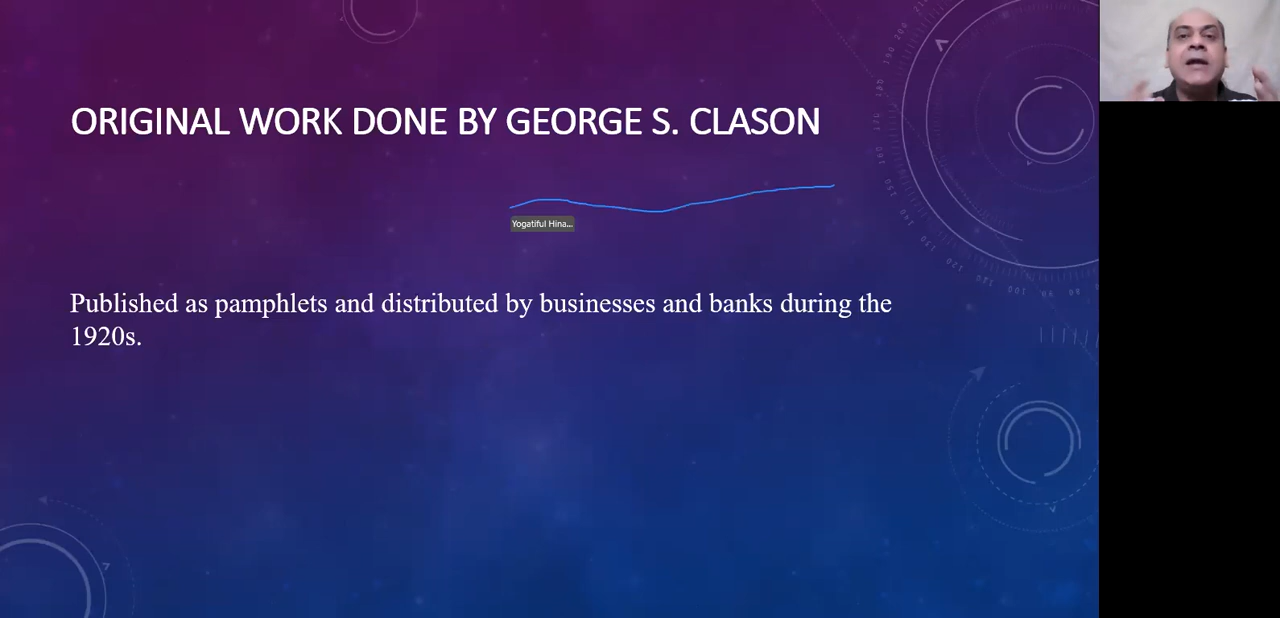 ORIGINAL WORK DONE BY GEORGE S. CLASON
Yogatiful Hina...
Published as pamphlets and distributed by businesses and banks during the
1920s.